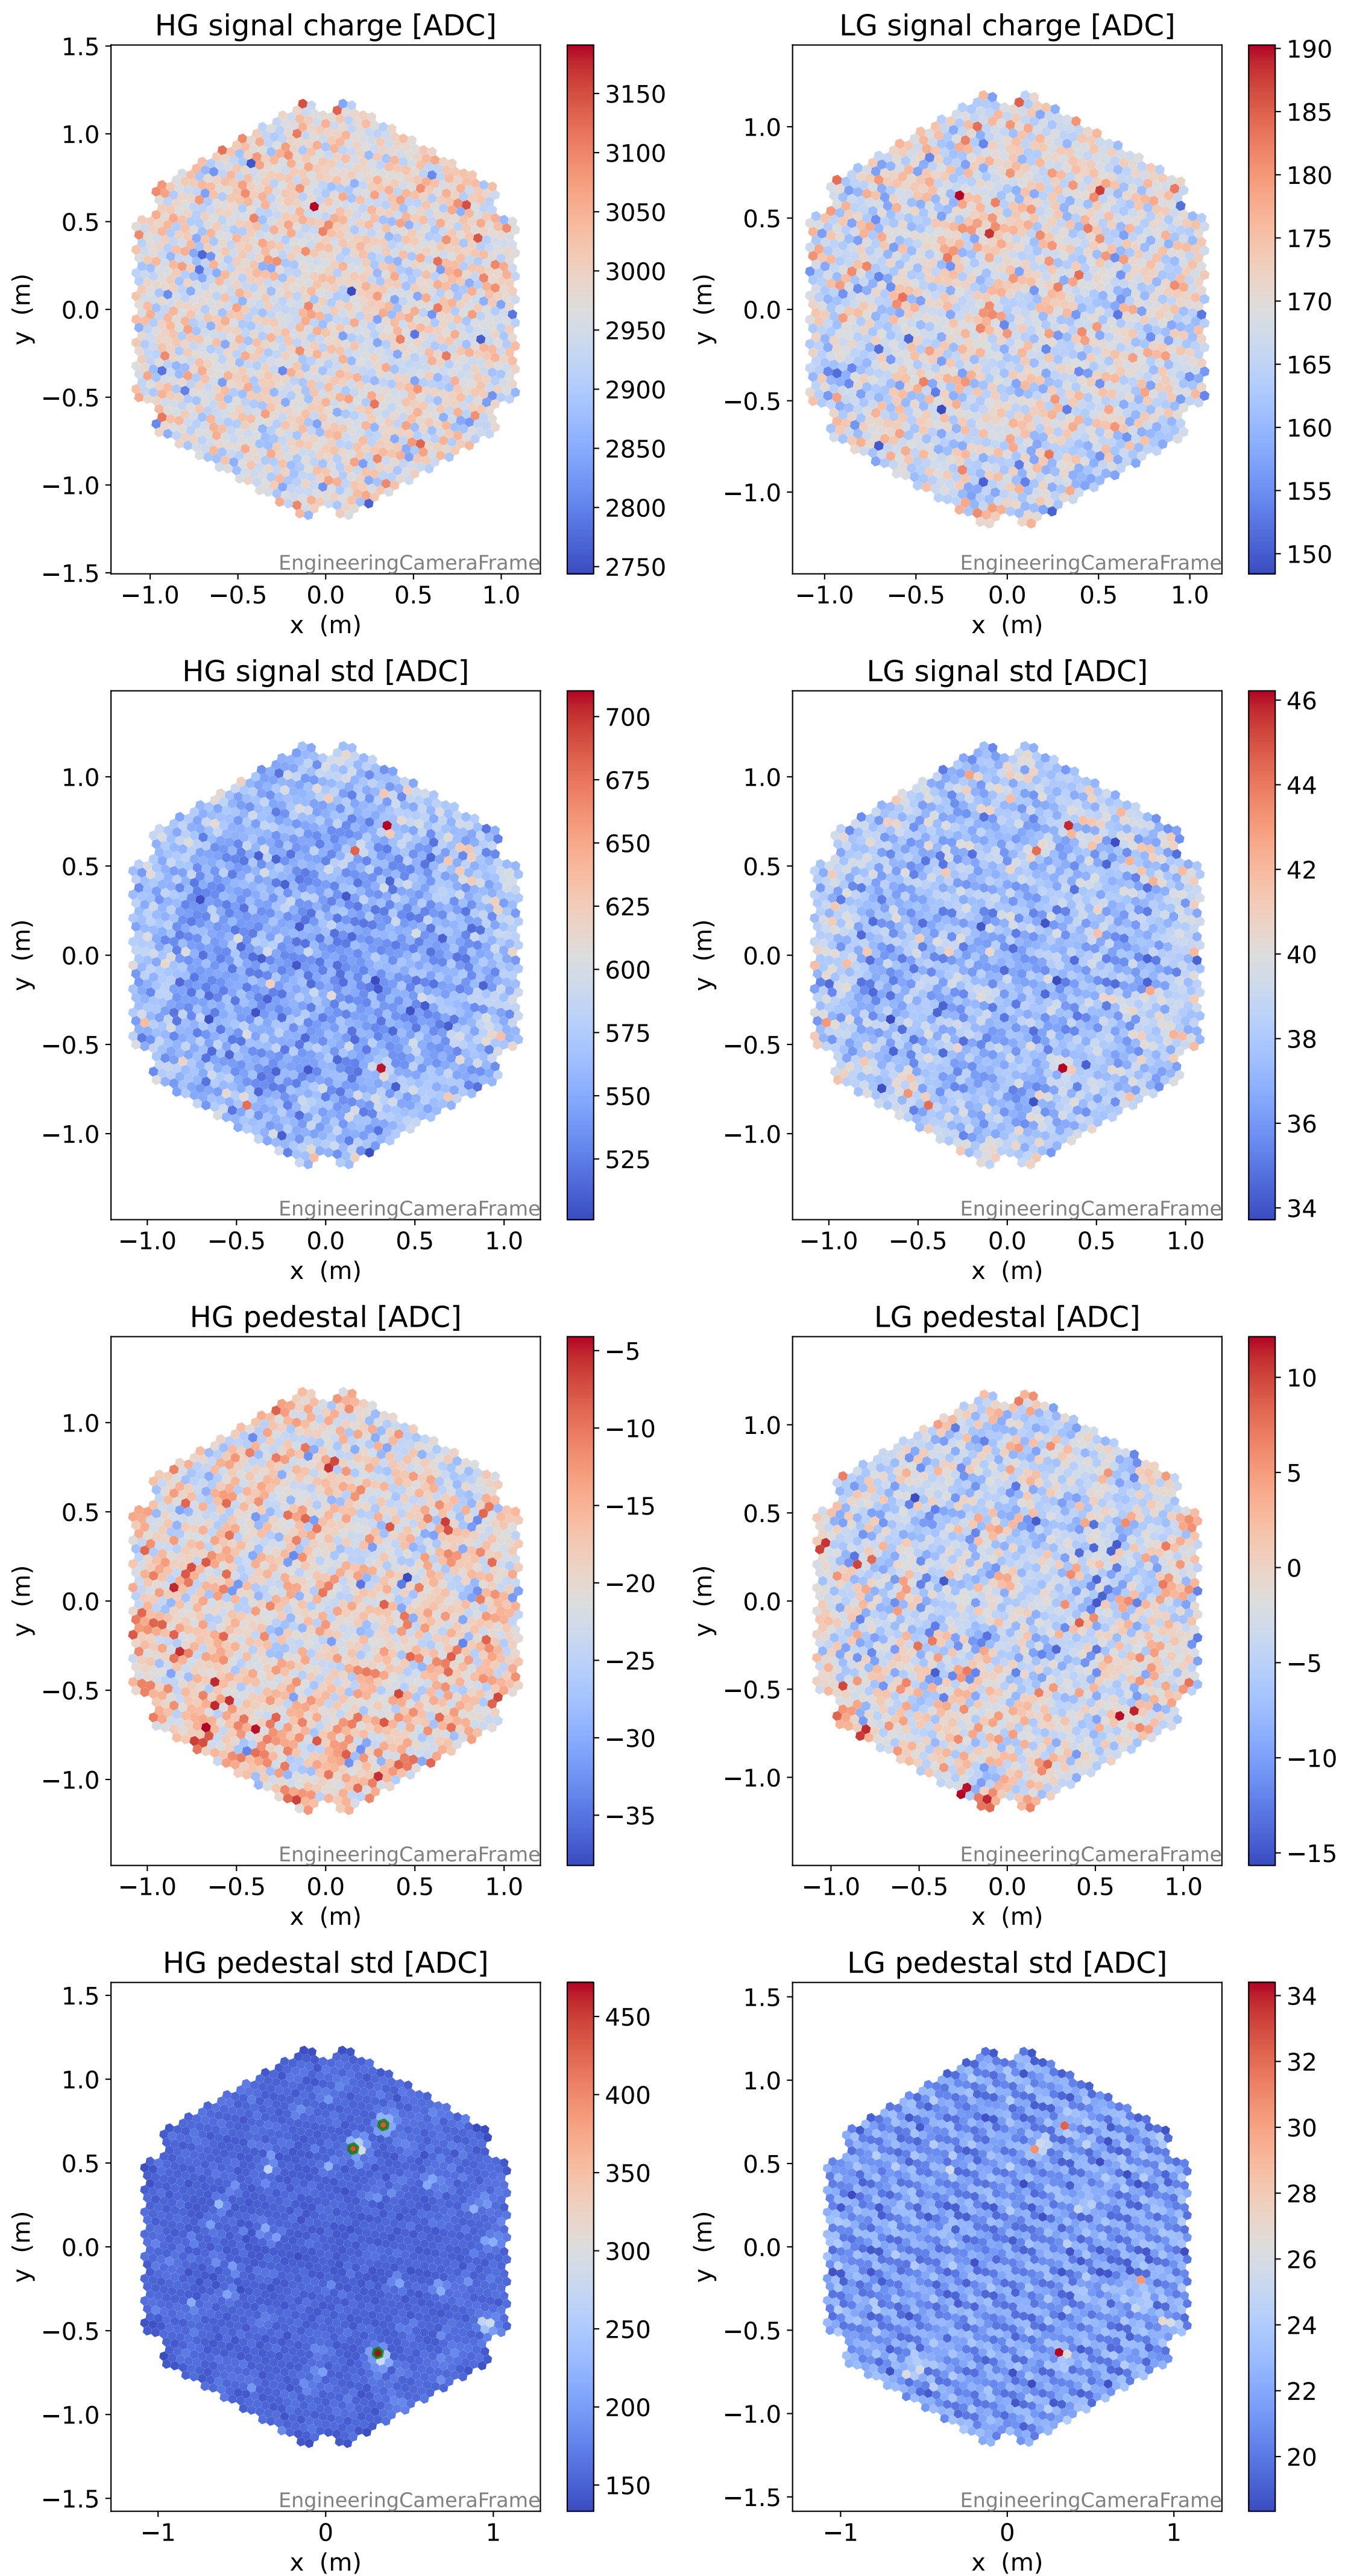 HG signal charge [ADC]
1.5
1.0
0.5
0.0
−0.5
−1.0
−1.5
y (m)
−1.0 −0.5 0.0 0.5 1.0
x (m)
EngineeringCameraFrame
3150
3100
3050
3000
2950
2900
2850
2800
2750
LG signal charge [ADC]
1.0
0.5
0.0
−0.5
−1.0
y (m)
−1.0 −0.5 0.0 0.5 1.0
x (m)
EngineeringCameraFrame
190
185
180
175
170
165
160
155
150
HG signal std [ADC]
1.0
0.5
0.0
−0.5
−1.0
y (m)
−1.0 −0.5 0.0 0.5 1.0
x (m)
EngineeringCameraFrame
700
675
650
625
600
575
550
525
LG signal std [ADC]
1.0
0.5
0.0
−0.5
−1.0
y (m)
−1.0 −0.5 0.0 0.5 1.0
x (m)
EngineeringCameraFrame
46
44
42
40
38
36
34
HG pedestal [ADC]
1.0
0.5
0.0
−0.5
−1.0
y (m)
−1.0 −0.5 0.0 0.5 1.0
x (m)
EngineeringCameraFrame
−5
−10
−15
−20
−25
−30
−35
LG pedestal [ADC]
1.0
0.5
0.0
−0.5
−1.0
y (m)
−1.0 −0.5 0.0 0.5 1.0
x (m)
EngineeringCameraFrame
10
5
0
−5
−10
−15
HG pedestal std [ADC]
1.5
1.0
0.5
0.0
−0.5
−1.0
−1.5
y (m)
−1 0 1
x (m)
EngineeringCameraFrame
450
400
350
300
250
200
150
LG pedestal std [ADC]
1.5
1.0
0.5
0.0
−0.5
−1.0
−1.5
y (m)
−1 0 1
x (m)
EngineeringCameraFrame
34
32
30
28
26
24
22
20